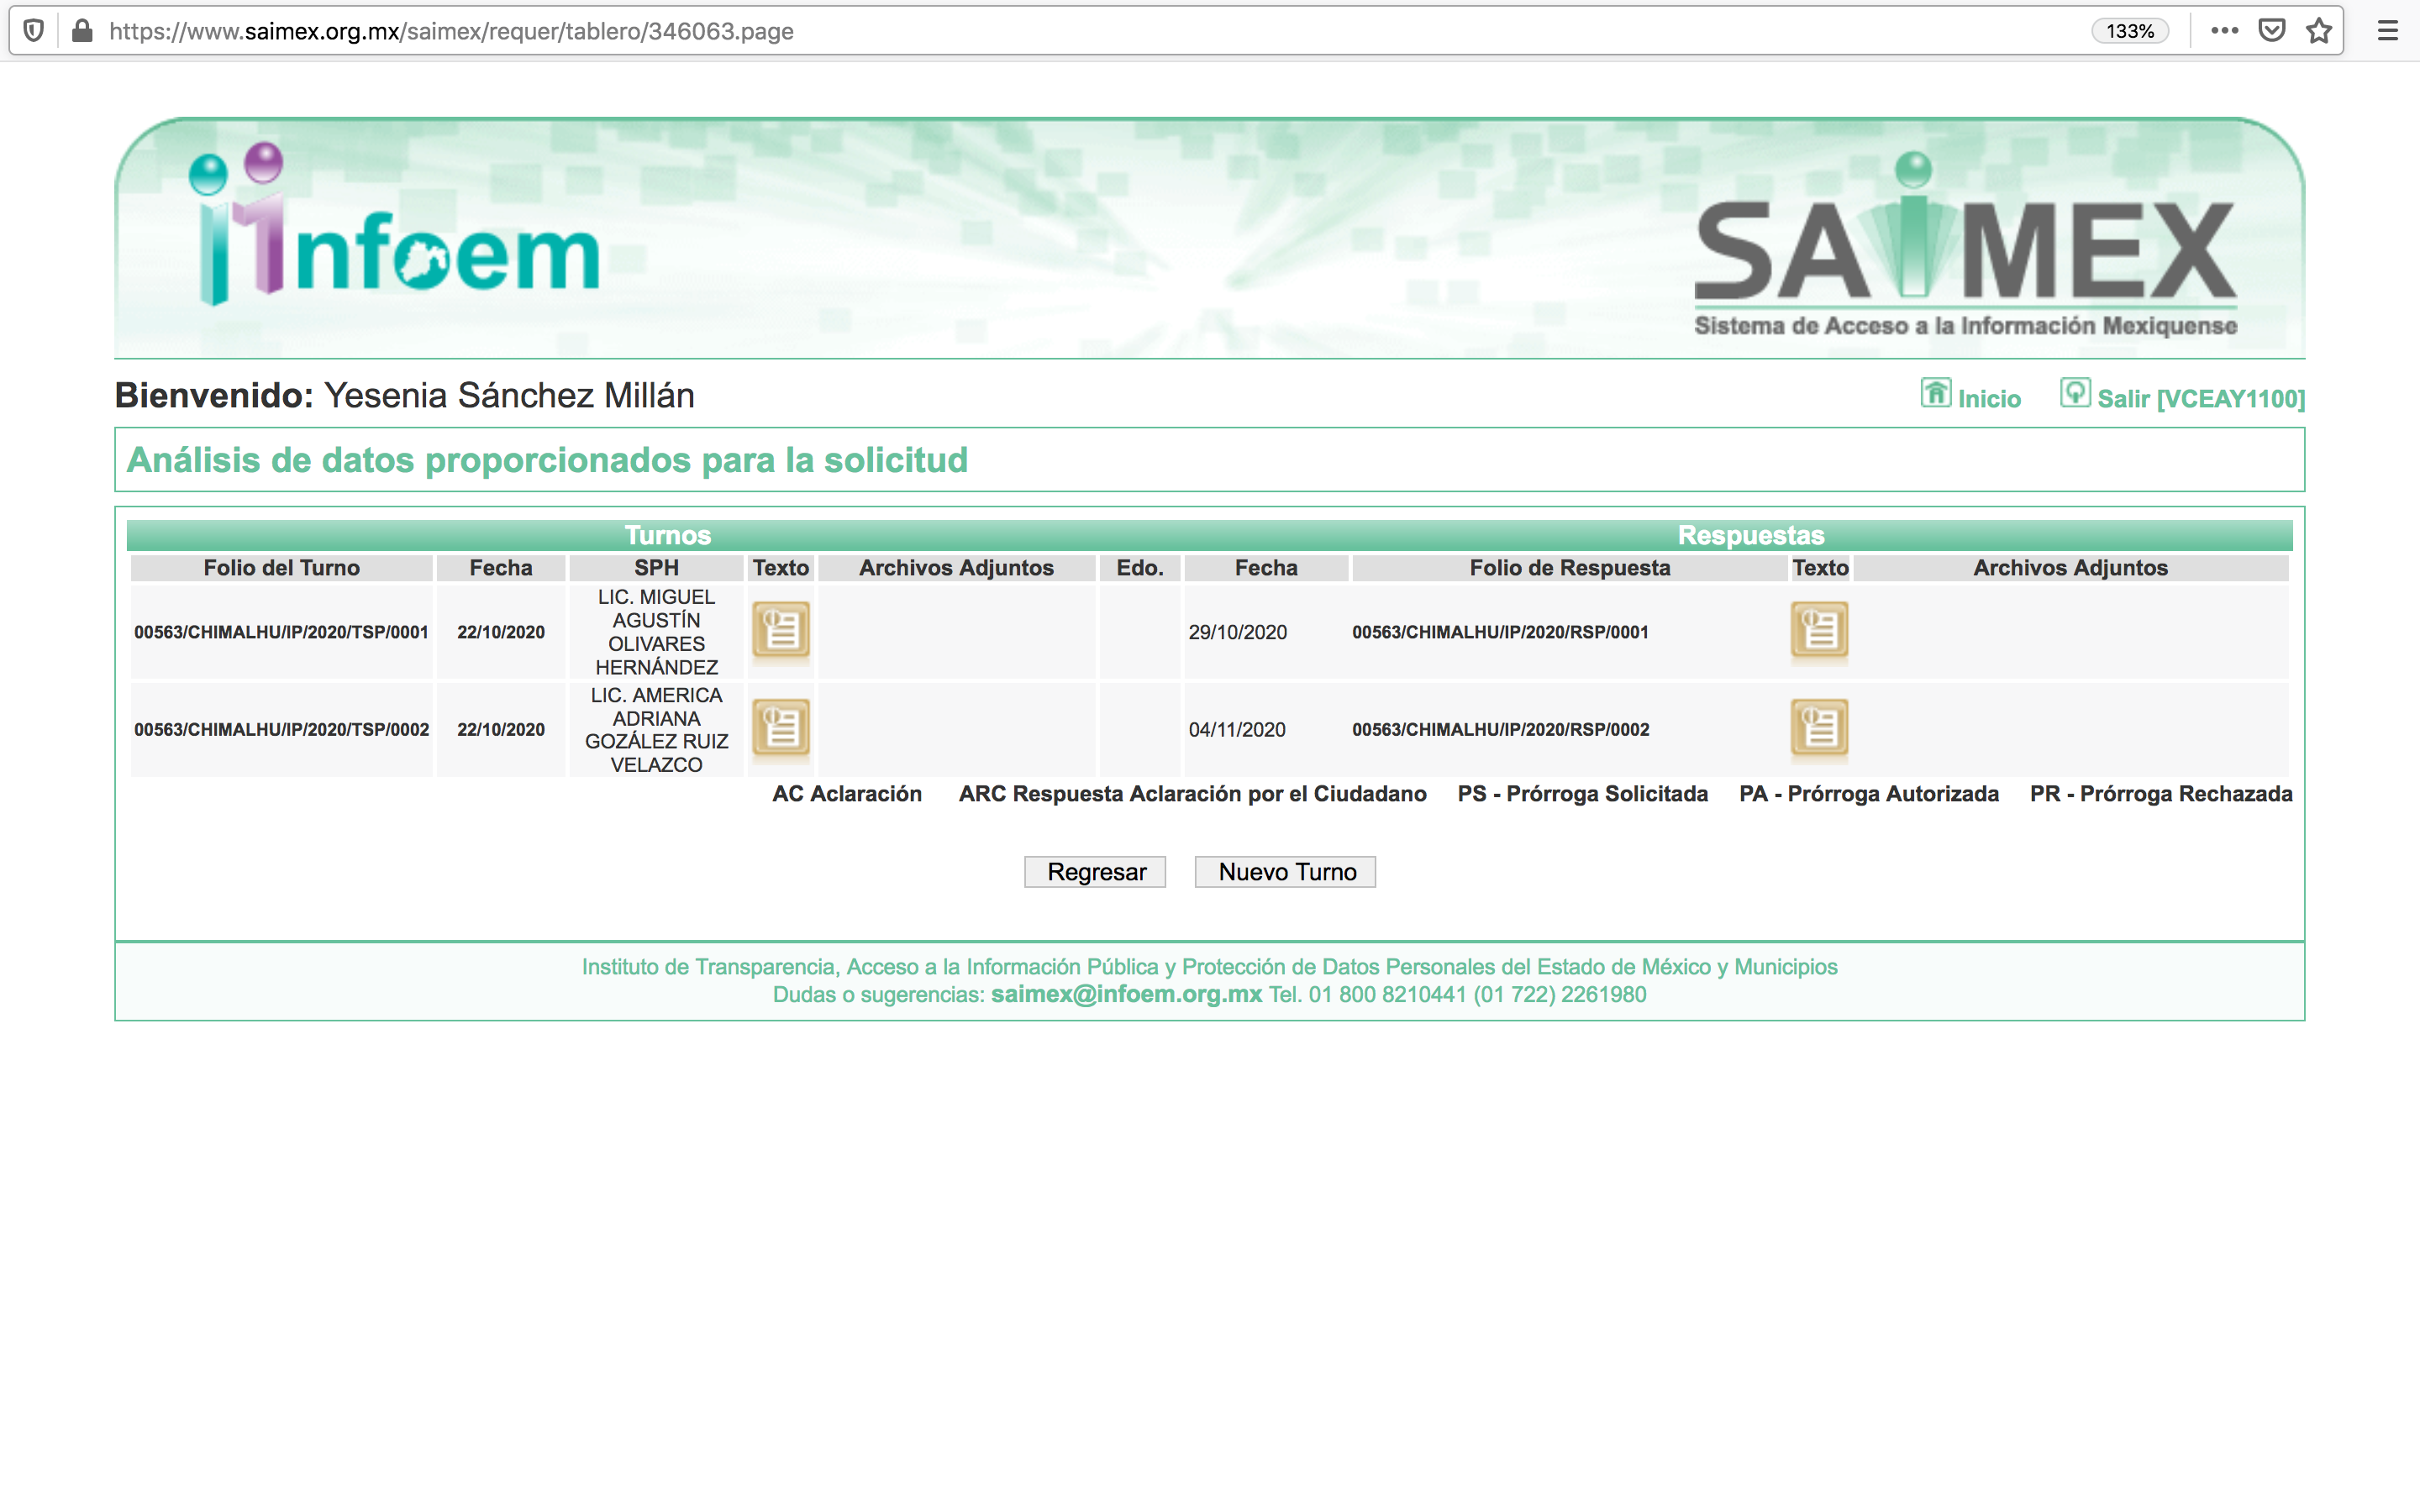 https://www.saimex.org.mx/saimex/requer/tablero/346063.page
133%
infoem
SAIMEX
Sistema de Acceso a la Información Mexiquense
Bienvenido: Yesenia Sánchez Millán
Inicio
Salir [VCEAY1100]
Análisis de datos proporcionados para la solicitud
Turnos Respuestas
Folio del Turno Fecha SPH Texto Archivos Adjuntos Edo. Fecha Folio de Respuesta Texto Archivos Adjuntos
00563/CHIMALHU/IP/2020/TSP/0001 22/10/2020
LIC. MIGUEL
AGUSTÍN
OLIVARES
HERNÁNDEZ
29/10/2020 00563/CHIMALHU/IP/2020/RSP/0001
00563/CHIMALHU/IP/2020/TSP/0002 22/10/2020
LIC. AMERICA
ADRIANA
GOZÁLEZ RUIZ
VELAZCO
04/11/2020 00563/CHIMALHU/IP/2020/RSP/0002
AC Aclaración ARC Respuesta Aclaración por el Ciudadano PS - Prórroga Solicitada PA - Prórroga Autorizada PR - Prórroga Rechazada
Regresar Nuevo Turno
Instituto de Transparencia, Acceso a la Información Pública y Protección de Datos Personales del Estado de México y Municipios
Dudas o sugerencias: saimex@infoem.org.mx Tel. 01 800 8210441 (01 722) 2261980